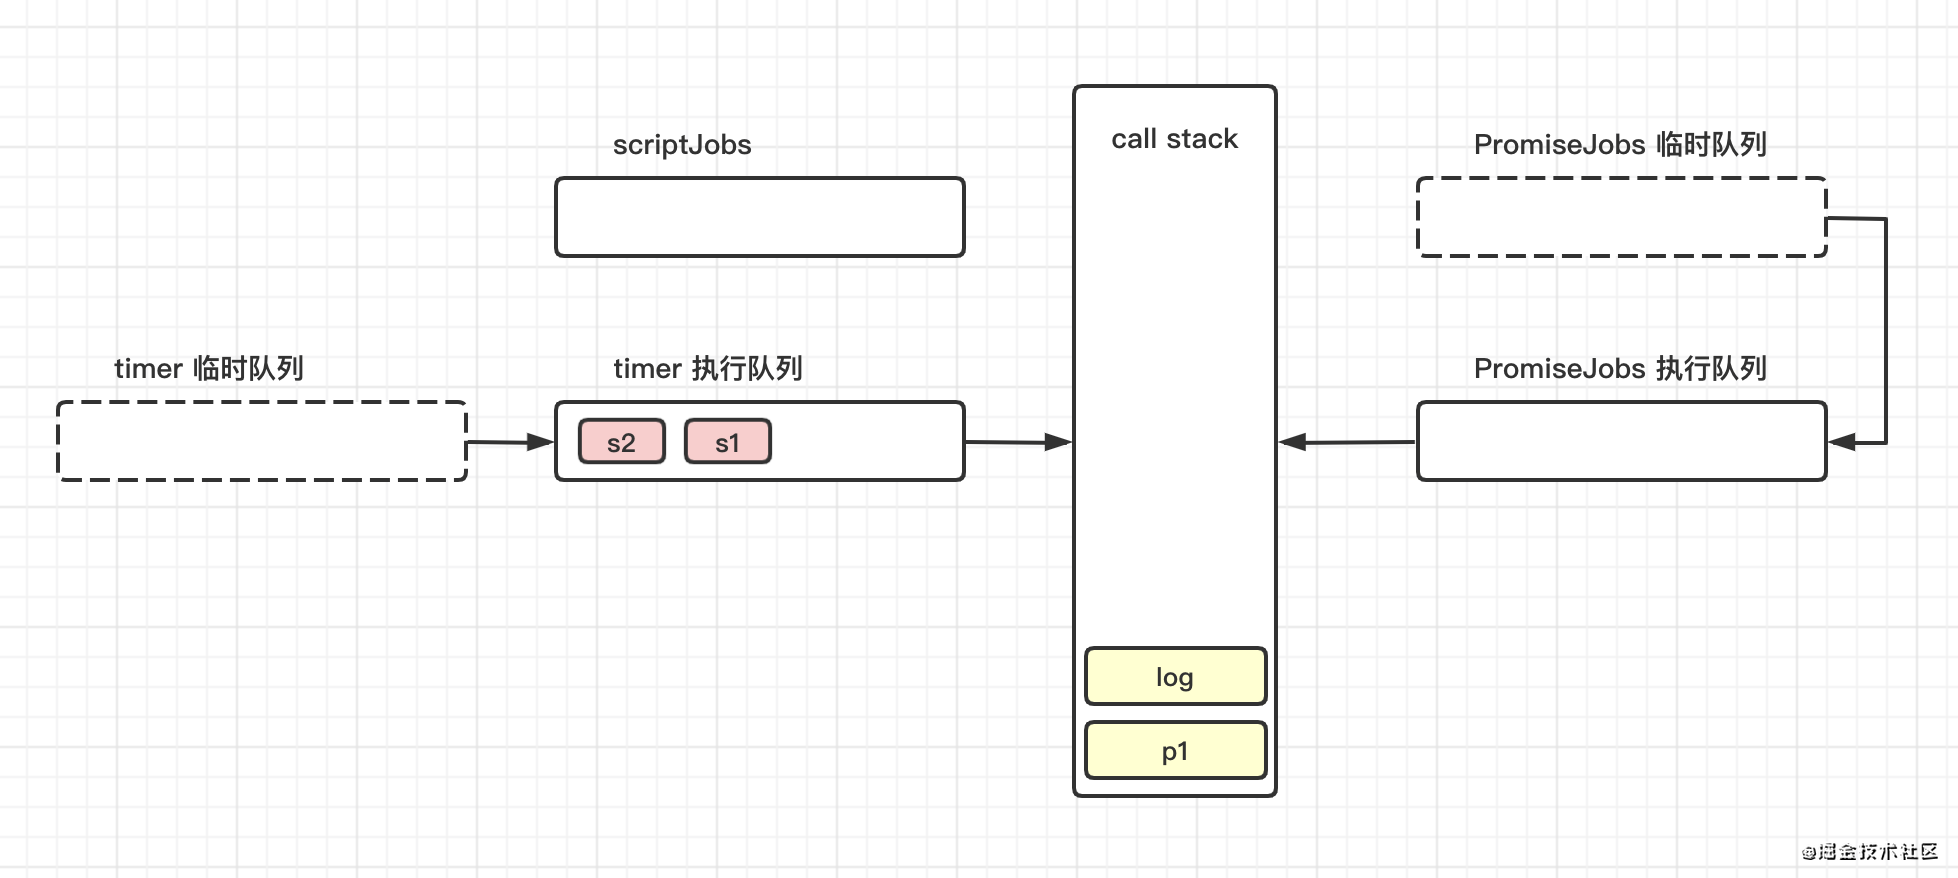 scriptJobs
call stack
PromiseJobs 临时队列
timer 临时队列
timer 执行队列
PromiseJobs 执行队列
s2
s1
log
p1
@掘金技术社区